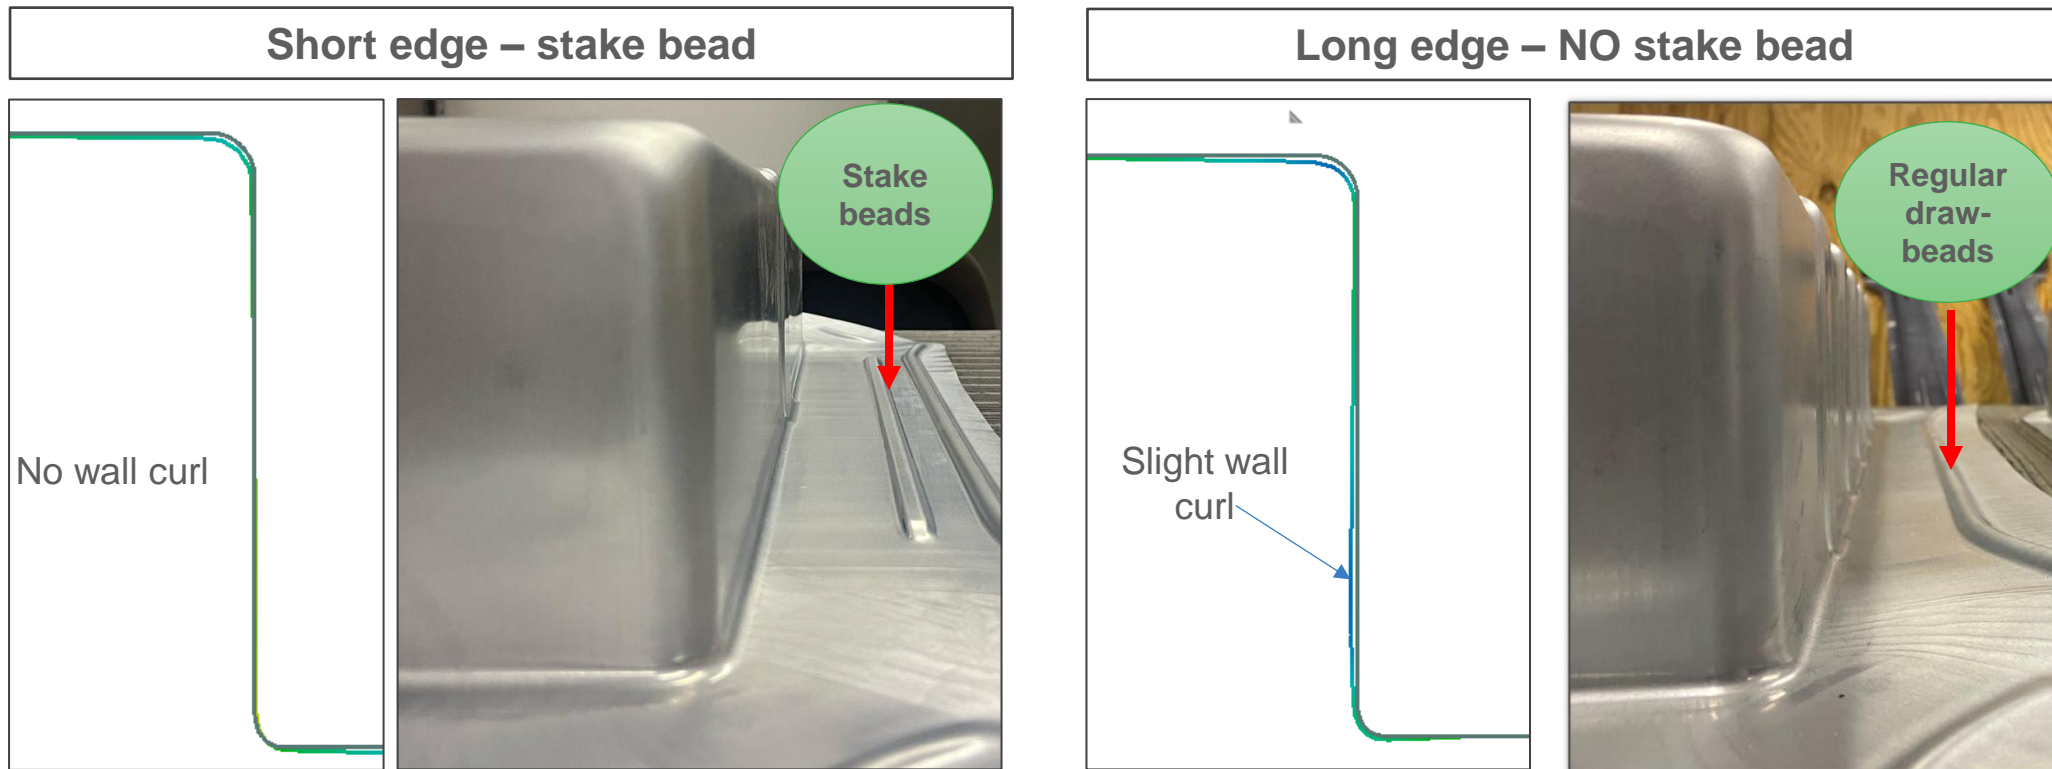 Short edge – stake bead
Long edge – NO stake bead
Stake
beads
No wall curl
Slight wall
curl
Regular
draw-
beads